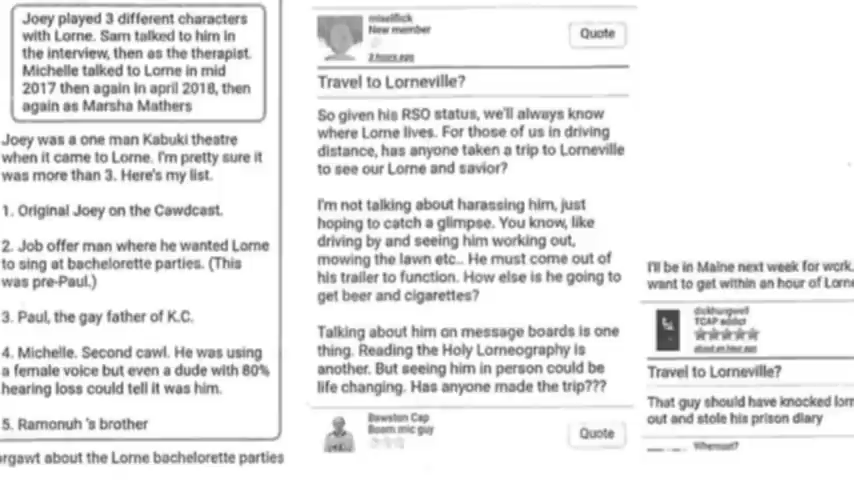 Joey played 3 different characters
with Lorne. Sam talked to him in
the interview, then as the therapist.
Michelle talked to Lorne in mid
2017 then again in april 2018, then
again as Marsha Mathers
Joey was a one man Kabuki theatre
when it came to Lorne. I'm pretty sure it
was more than 3. Here's my list.
1. Original Joey on the Cawdcast.
2. Job offer man where he wanted Lorne
to sing at bachelorette parties. (This
was pre-Paul.)
3. Paul, the gay father of K.C.
4. Michelle. Second cawl. He was using
a female voice but even a dude with 80%
hearing loss could tell it was him.
5. Ramonuh 's brother
orgawt about the Lorne bachelorette parties
miselfick
New member
3 hours ago
Quote
Travel to Lorneville?
So given his RSO status, we'll always know
where Lorne lives. For those of us in driving
distance, has anyone taken a trip to Lorneville
to see our Lorne and savior?
I'm not talking about harassing him, just
hoping to catch a glimpse. You know, like
driving by and seeing him working out,
mowing the lawn etc.. He must come out of
his trailer to function. How else is he going to
get beer and cigarettes?
Talking about him on message boards is one
thing. Reading the Holy Lorneography is
another. But seeing him in person could be
life changing. Has anyone made the trip???
Bawston Cap
Boam mic guy
Quote
I'll be in Maine next week for work.
want to get within an hour of Lorne
dickhungwell
TCAP addict
about an hour ago
Travel to Lorneville?
That guy should have knocked lorn
out and stole his prison diary